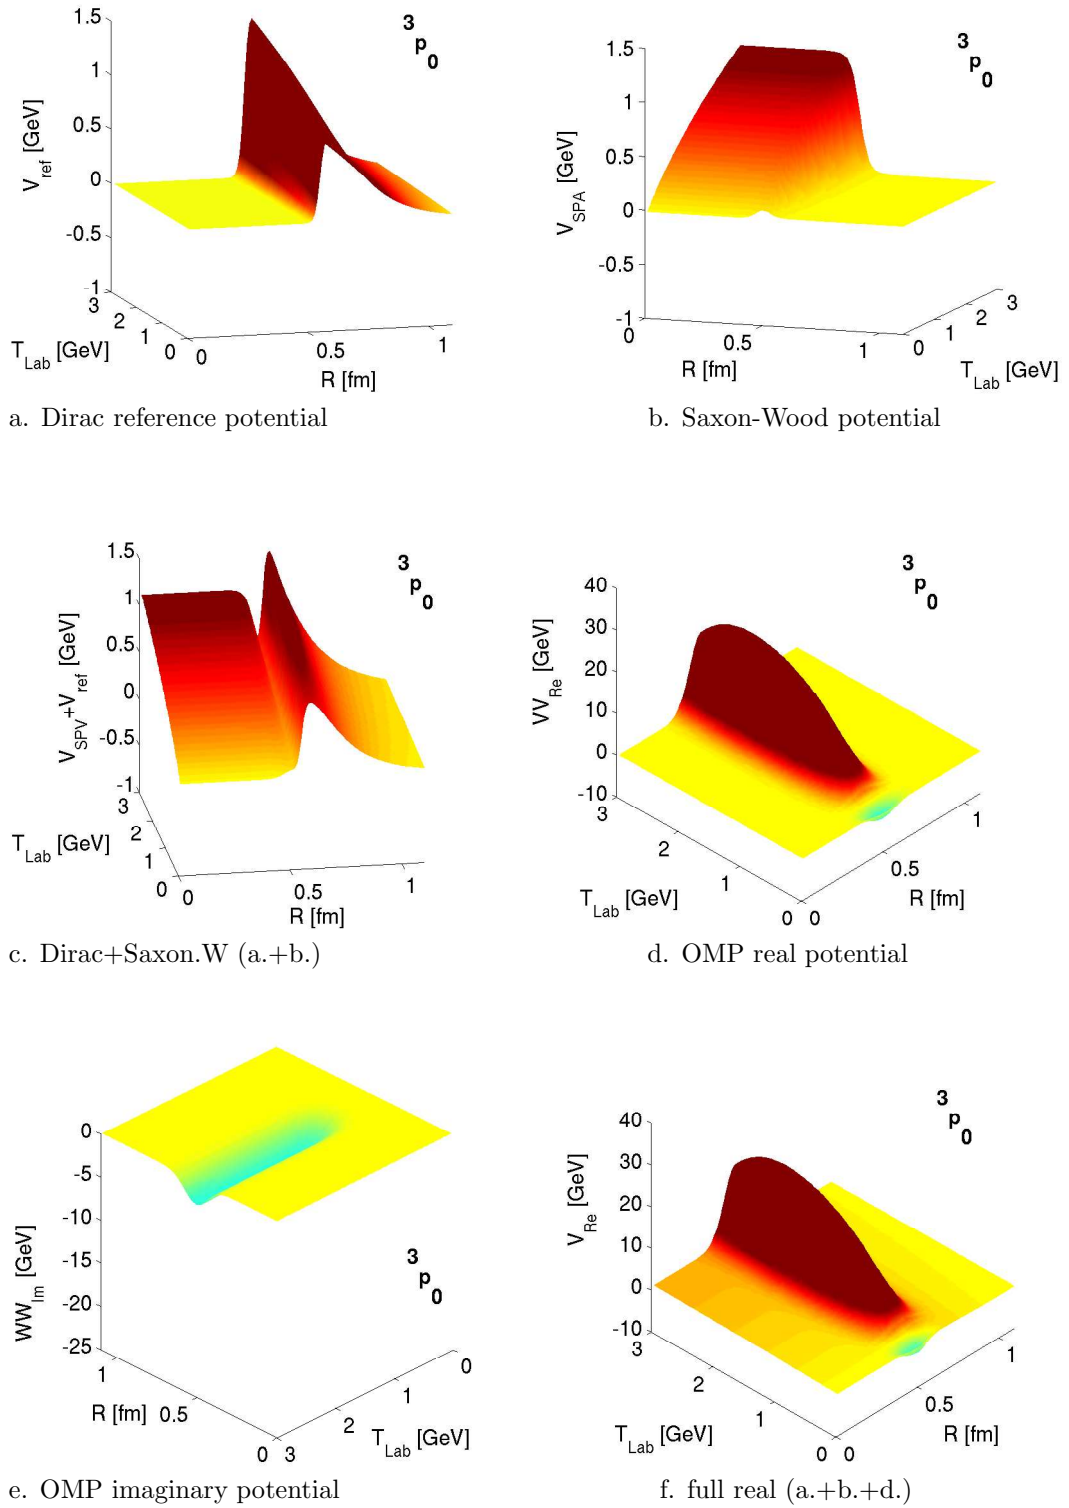 1.5
1
0.5
0
-0.5
-1
V_ref [GeV]
3
2
1
0
T_Lab [GeV]
0
0.5
1
R [fm]
3 p 0
a. Dirac reference potential
1.5
1
0.5
0
-0.5
-1
V_SPA [GeV]
0
0.5
1
R [fm]
0
1
2
3
T_Lab [GeV]
3 p 0
b. Saxon-Wood potential
1.5
1
0.5
0
-0.5
-1
V_SPV+V_ref [GeV]
3
2
1
0
T_Lab [GeV]
0
0.5
1
R [fm]
3 p 0
c. Dirac+Saxon.W (a.+b.)
40
30
20
10
0
-10
VV_Re [GeV]
3
2
1
0
T_Lab [GeV]
0
0.5
1
R [fm]
3 p 0
d. OMP real potential
0
-5
-10
-15
-20
-25
WW_Im [GeV]
1
0.5
0
R [fm]
3
2
1
0
T_Lab [GeV]
3 p 0
e. OMP imaginary potential
40
30
20
10
0
-10
V_Re [GeV]
3
2
1
0
T_Lab [GeV]
0
0.5
1
R [fm]
3 p 0
f. full real (a.+b.+d.)